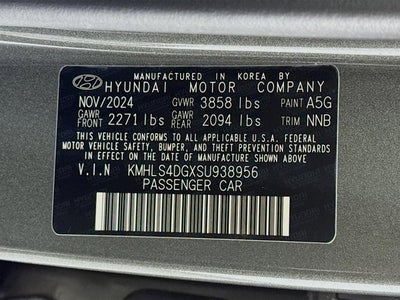 MANUFACTURED IN KOREA BY
HYUNDAI MOTOR COMPANY
NOV/2024 GVWR 3858 lbs PAINT A5G
GAWR FRONT 2271 lbs GAWR REAR 2094 lbs TRIM NNB
THIS VEHICLE CONFORMS TO ALL APPLICABLE U.S.A. FEDERAL
MOTOR VEHICLE SAFETY, BUMPER, AND THEFT PREVENTION
STANDARDS IN EFFECT ON THE DATE OF MANUFACTURE SHOWN ABOVE.
V.I.N KMHLS4DGXSU938956
PASSENGER CAR